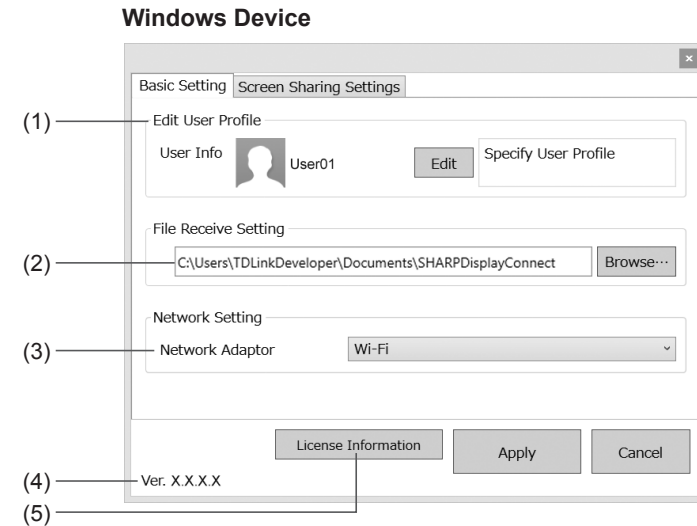 Windows Device
×
Basic Setting Screen Sharing Settings
(1) Edit User Profile
User Info User01 Edit Specify User Profile
File Receive Setting
(2) C:\Users\TDLinkDeveloper\Documents\SHARPDisplayConnect Browse···
Network Setting
(3) Network Adaptor Wi-Fi
License Information Apply Cancel
(4) Ver. X.X.X.X
(5)